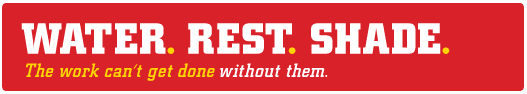 WATER. REST. SHADE.
The work can't get done without them.